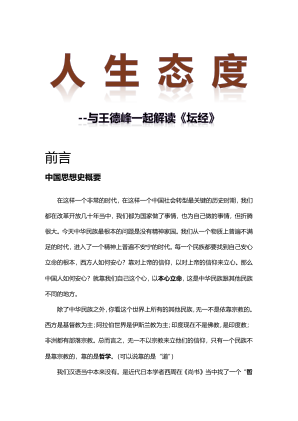 人生态度
--与王德峰一起解读《坛经》
前言
中国思想史概要
在这样一个非常的时代，在这样一个中国社会转型最关键的历史时期，我们
都在改革开放几十年当中，我们都为国家做了事情，也为自己做的事情，但折腾
很大。今天中华民族最根本的问题是没有精神家园。我们从一个物质上普遍不满
足的时代，进入了一个精神上普遍不安宁的时代。每一个民族都要找到自己安心
立命的根本，西方人如何安心？靠对上帝的信仰，以对上帝的信仰来立心。那么
中国人如何安心？就靠我们自己这个心，以本心立命，这是中华民族跟其他民族
不同的地方。
除了中华民族之外，你看这个世界上所有的其他民族，无一不是依靠宗教的。
西方是基督教为主；阿拉伯世界是伊斯兰教为主；印度现在不是佛教，是印度教；
非洲都有部落宗教。总而言之，无一不以宗教来立他们的信仰，只有一个民族不
是靠宗教的，靠的是哲学。（可以说靠的是“道”）
我们汉语当中本来没有。是近代日本学者西周在《尚书》当中找了一个“哲